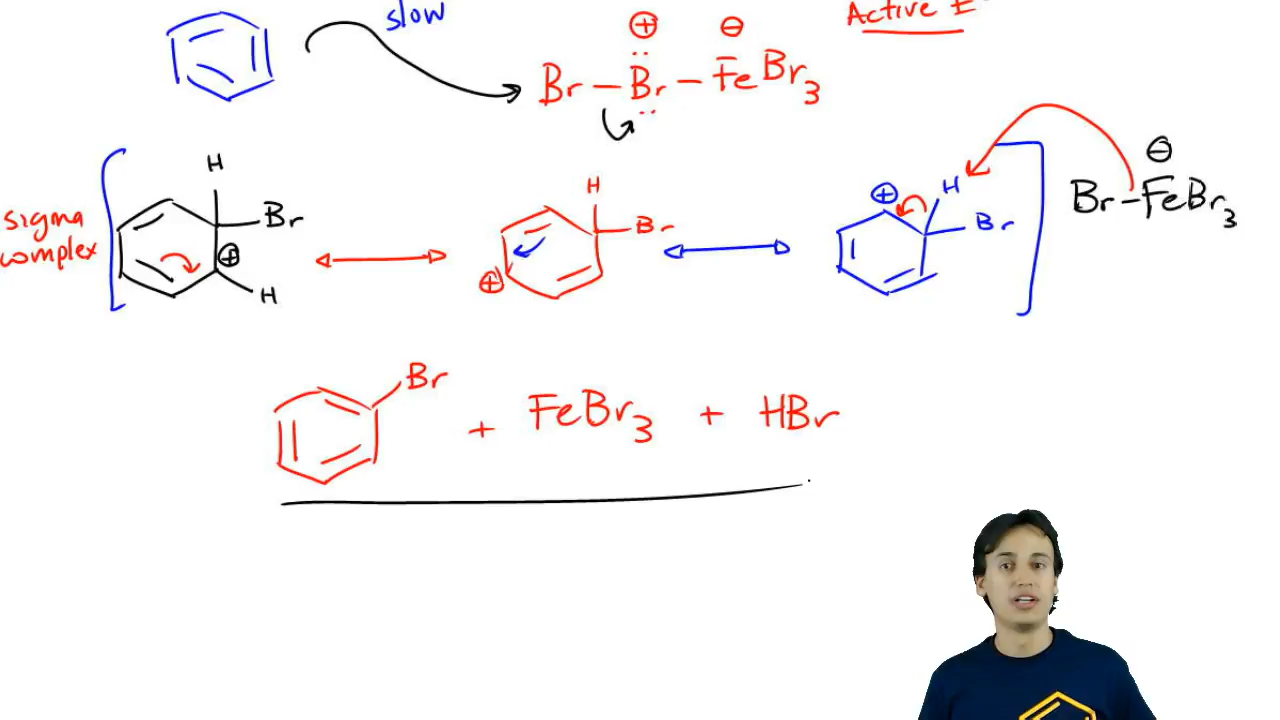 slow
Active E
⊕ ⊖
Br — Br — FeBr3
sigma complex
H
Br
⊕
H
H
Br
⊕
⊕
H
Br
⊖
Br–FeBr3
Br
+ FeBr3 + HBr